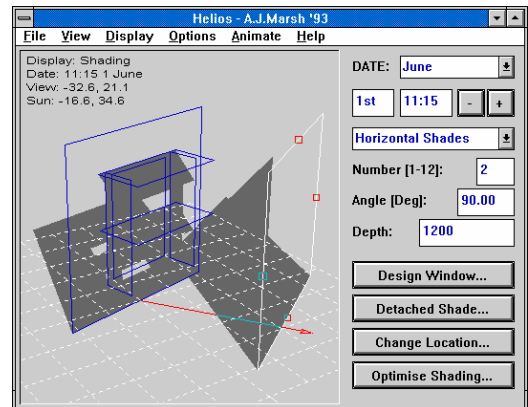 Helios - A.J.Marsh '93
File View Display Options Animate Help
Display: Shading
Date: 11:15 1 June
View: -32.6, 21.1
Sun: -16.6, 34.6
DATE: June
1st 11:15 - +
Horizontal Shades
Number [1-12]: 2
Angle [Deg]: 90.00
Depth: 1200
Design Window...
Detached Shade...
Change Location...
Optimise Shading...